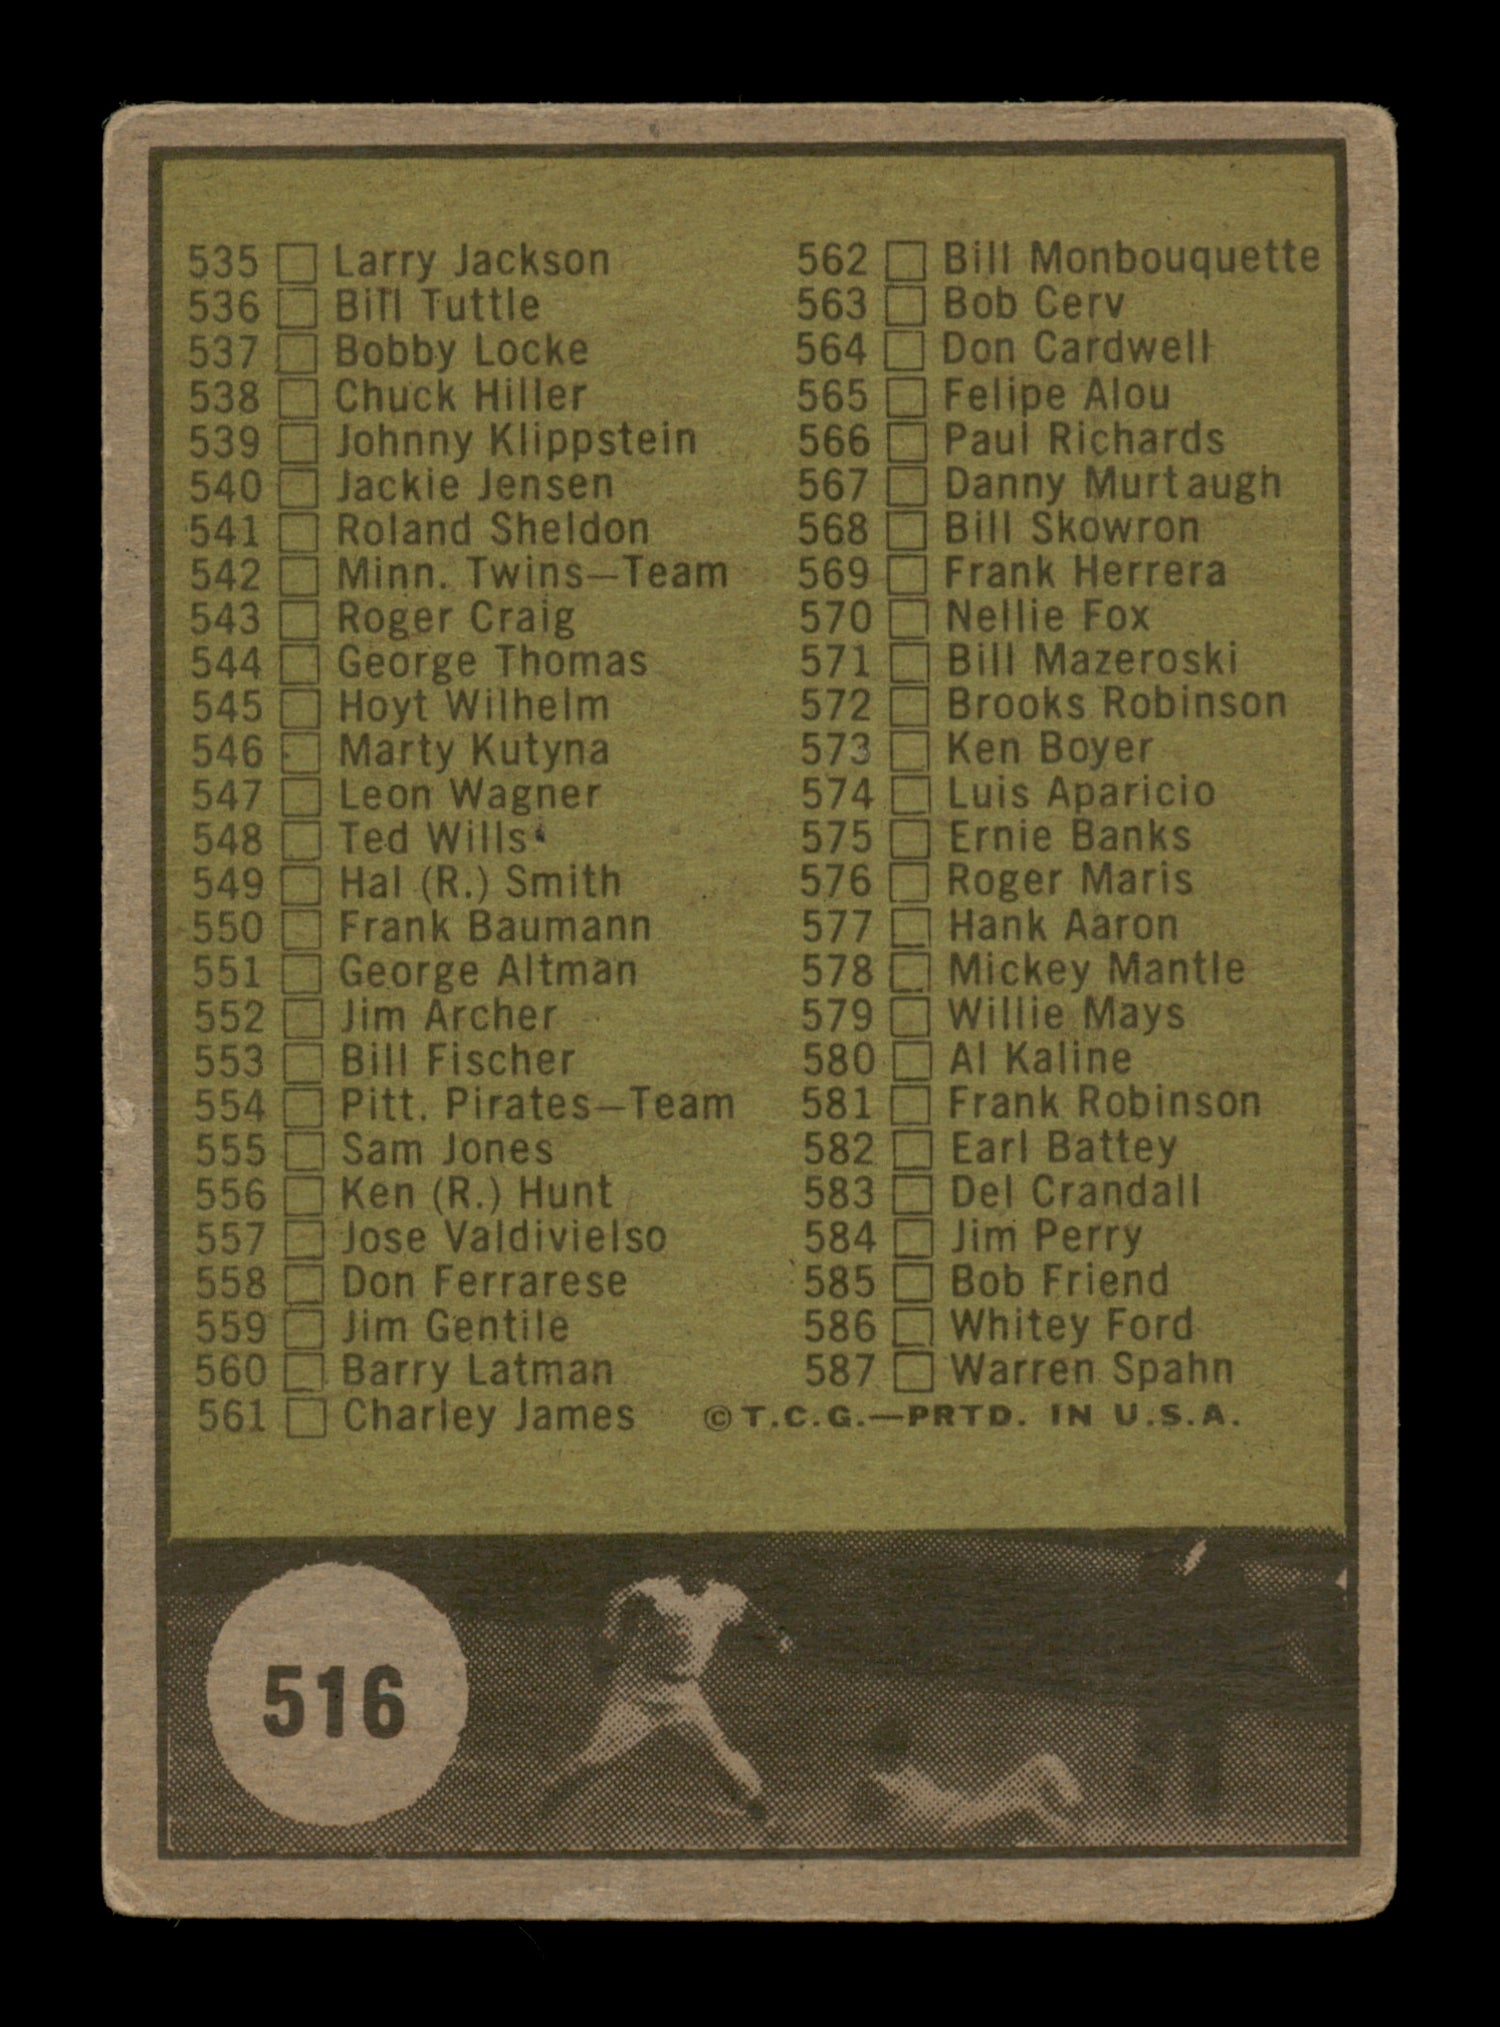 535 Larry Jackson
536 Bill Tuttle
537 Bobby Locke
538 Chuck Hiller
539 Johnny Klippstein
540 Jackie Jensen
541 Roland Sheldon
542 Minn. Twins—Team
543 Roger Craig
544 George Thomas
545 Hoyt Wilhelm
546 Marty Kutyna
547 Leon Wagner
548 Ted Wills
549 Hal (R.) Smith
550 Frank Baumann
551 George Altman
552 Jim Archer
553 Bill Fischer
554 Pitt. Pirates—Team
555 Sam Jones
556 Ken (R.) Hunt
557 Jose Valdivielso
558 Don Ferrarese
559 Jim Gentile
560 Barry Latman
561 Charley James
562 Bill Monbouquette
563 Bob Cerv
564 Don Cardwell
565 Felipe Alou
566 Paul Richards
567 Danny Murtaugh
568 Bill Skowron
569 Frank Herrera
570 Nellie Fox
571 Bill Mazeroski
572 Brooks Robinson
573 Ken Boyer
574 Luis Aparicio
575 Ernie Banks
576 Roger Maris
577 Hank Aaron
578 Mickey Mantle
579 Willie Mays
580 Al Kaline
581 Frank Robinson
582 Earl Battey
583 Del Crandall
584 Jim Perry
585 Bob Friend
586 Whitey Ford
587 Warren Spahn
©T.C.G.—PRTD. IN U.S.A.
516